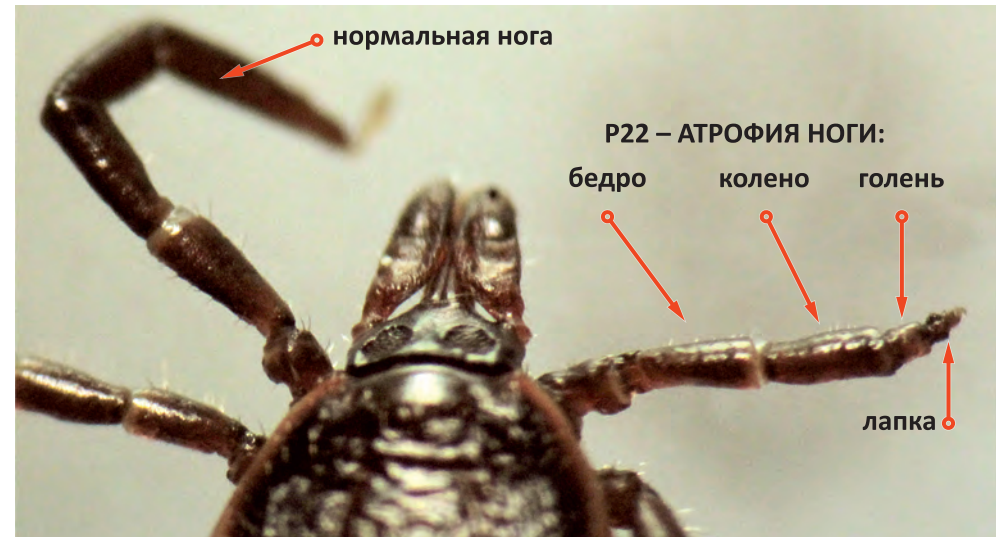 нормальная нога
Р22 – АТРОФИЯ НОГИ:
бедро
колено
голень
лапка